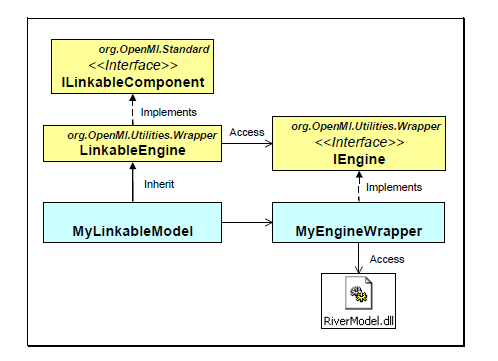 org.OpenMI.Standard
<<Interface>>
ILinkableComponent
Implements
org.OpenMI.Utilities.Wrapper
LinkableEngine
Access
org.OpenMI.Utilities.Wrapper
<<Interface>>
IEngine
Inherit
Implements
MyLinkableModel
MyEngineWrapper
Access
RiverModel.dll